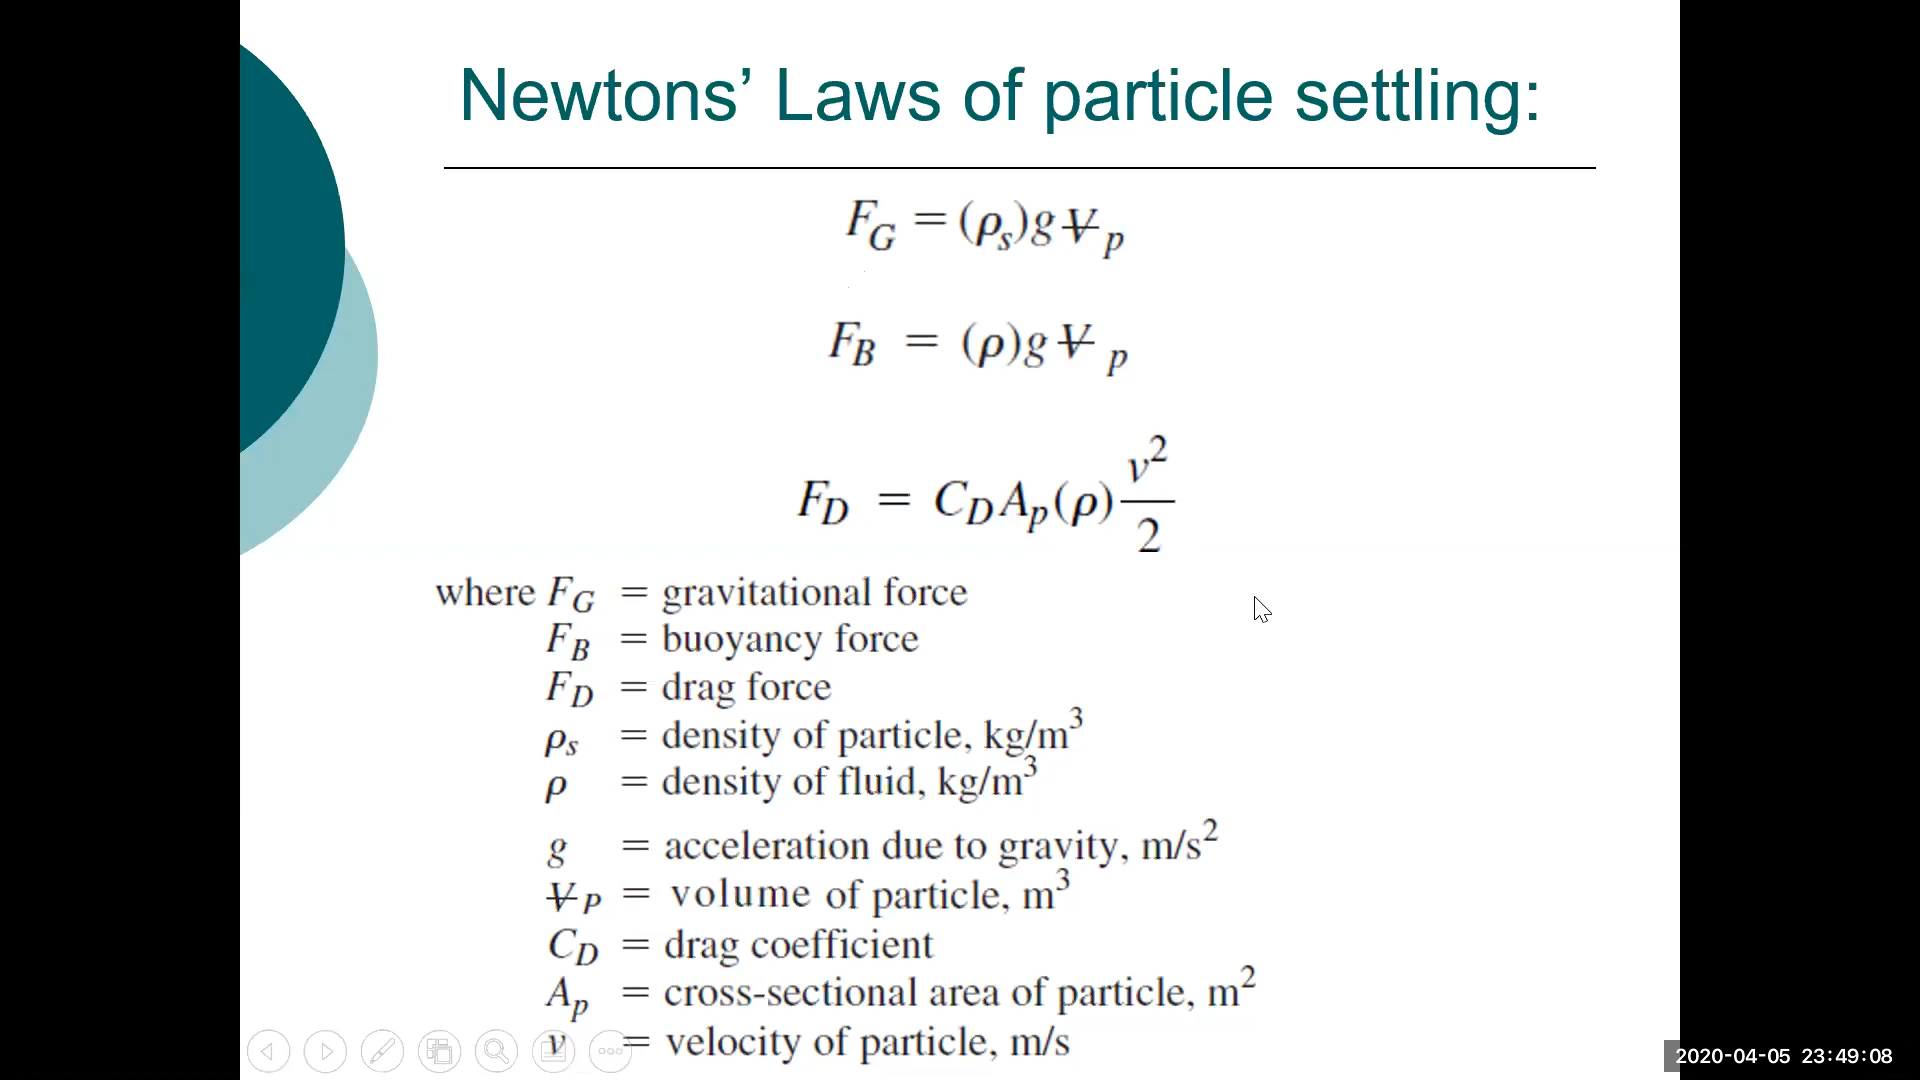 Newtons’ Laws of particle settling:
F_G = (ρ_s)g V̶_p
F_B = (ρ)g V̶_p
F_D = C_D A_p(ρ) v²/2
where F_G = gravitational force
F_B = buoyancy force
F_D = drag force
ρ_s = density of particle, kg/m³
ρ = density of fluid, kg/m³
g = acceleration due to gravity, m/s²
V̶_P = volume of particle, m³
C_D = drag coefficient
A_p = cross-sectional area of particle, m²
v = velocity of particle, m/s
2020-04-05 23:49:08